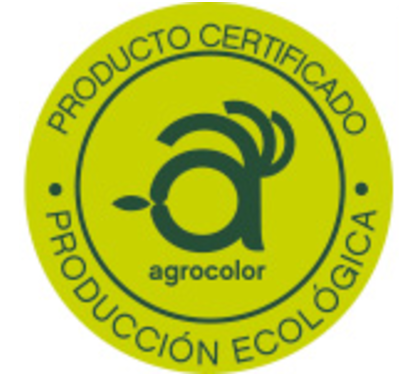 PRODUCTO CERTIFICADO
agrocolor
• PRODUCCIÓN ECOLÓGICA •